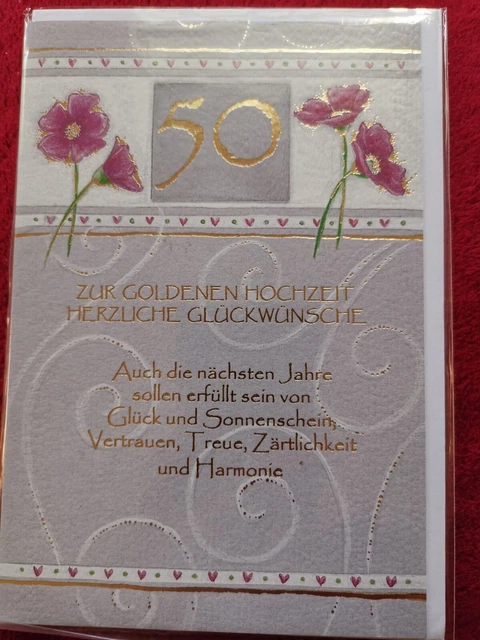 50
ZUR GOLDENEN HOCHZEIT
HERZLICHE GLÜCKWÜNSCHE
Auch die nächsten Jahre
sollen erfüllt sein von
Glück und Sonnenschein,
Vertrauen, Treue, Zärtlichkeit
und Harmonie